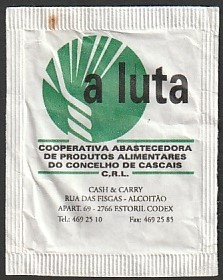 a luta
COOPERATIVA ABASTECEDORA
DE PRODUTOS ALIMENTARES
DO CONCELHO DE CASCAIS
C.R.L.
CASH & CARRY
RUA DAS FISGAS - ALCOITÃO
APART. 69 - 2766 ESTORIL CODEX
Tel.: 469 25 10 Fax: 469 25 85